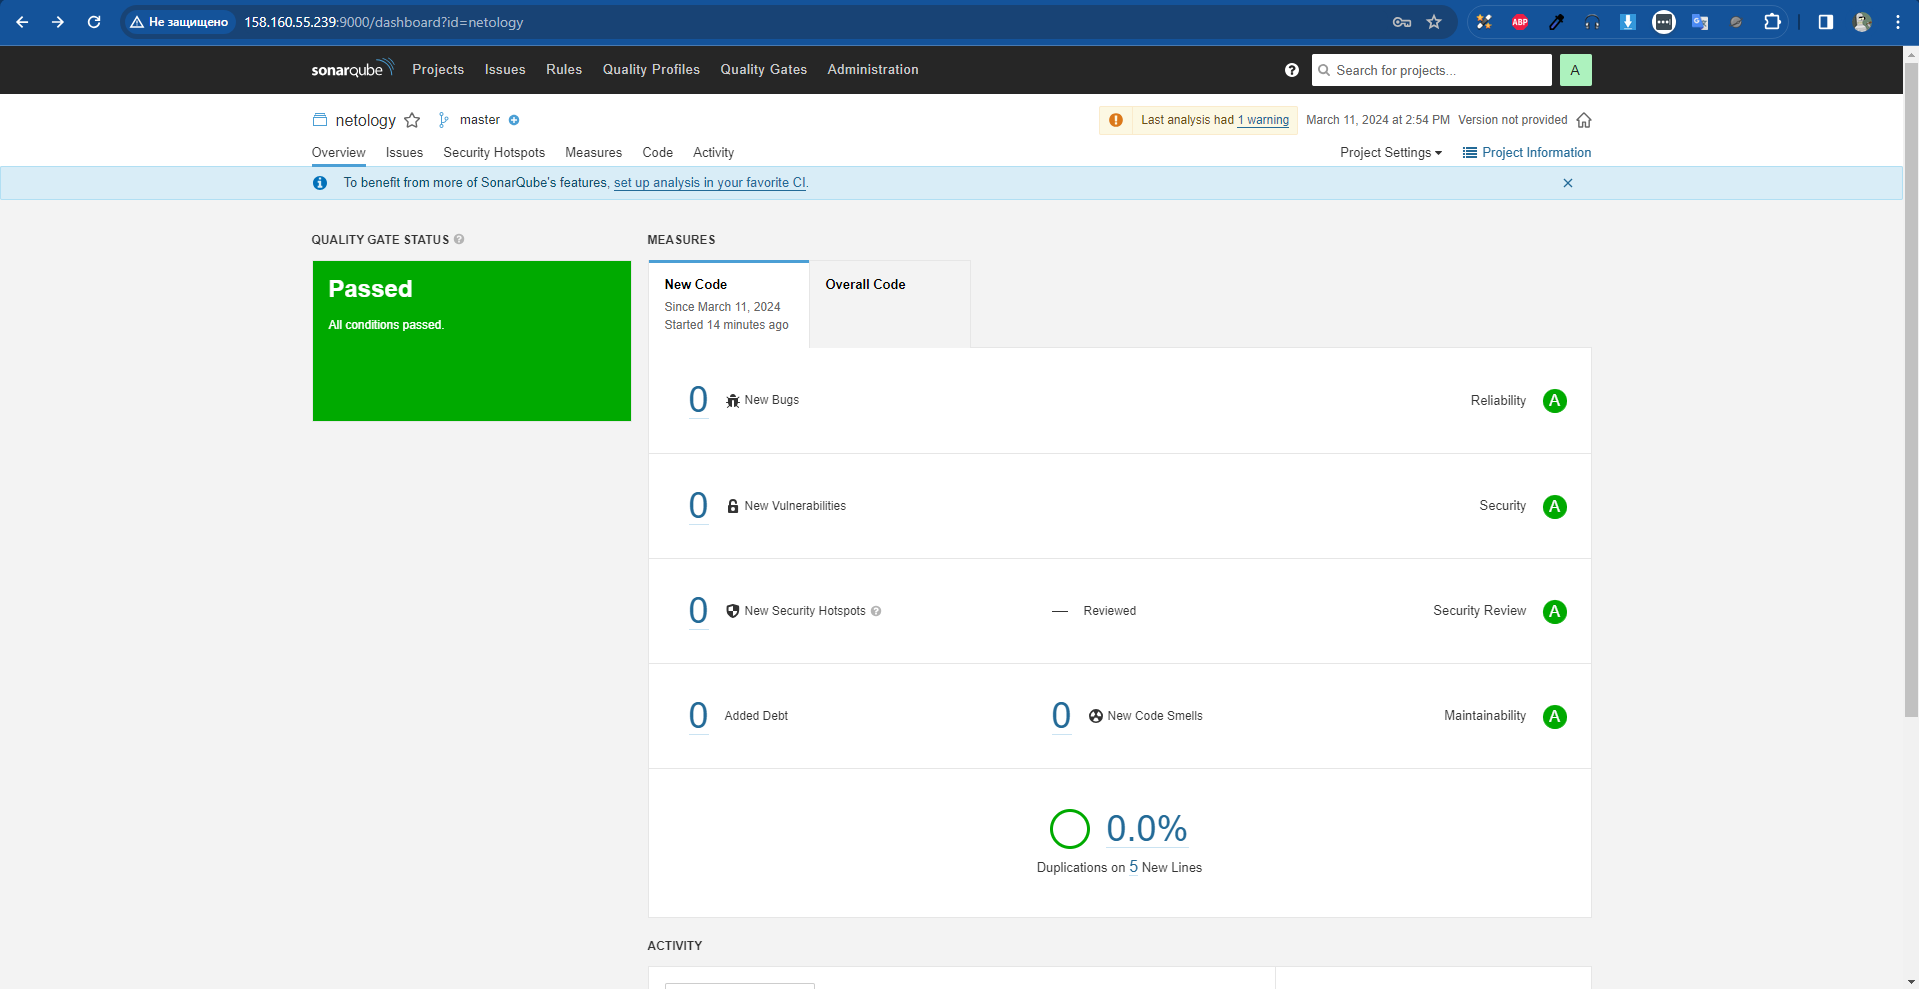 Не защищено 158.160.55.239:9000/dashboard?id=netology ABP
sonarqube Projects Issues Rules Quality Profiles Quality Gates Administration ? Search for projects... A
netology master Last analysis had 1 warning March 11, 2024 at 2:54 PM Version not provided
Overview Issues Security Hotspots Measures Code Activity Project Settings Project Information
To benefit from more of SonarQube's features, set up analysis in your favorite CI.
QUALITY GATE STATUS ?
Passed
All conditions passed.
MEASURES
New Code
Since March 11, 2024
Started 14 minutes ago
Overall Code
0 New Bugs Reliability A
0 New Vulnerabilities Security A
0 New Security Hotspots ? — Reviewed Security Review A
0 Added Debt 0 New Code Smells Maintainability A
0.0%
Duplications on 5 New Lines
ACTIVITY